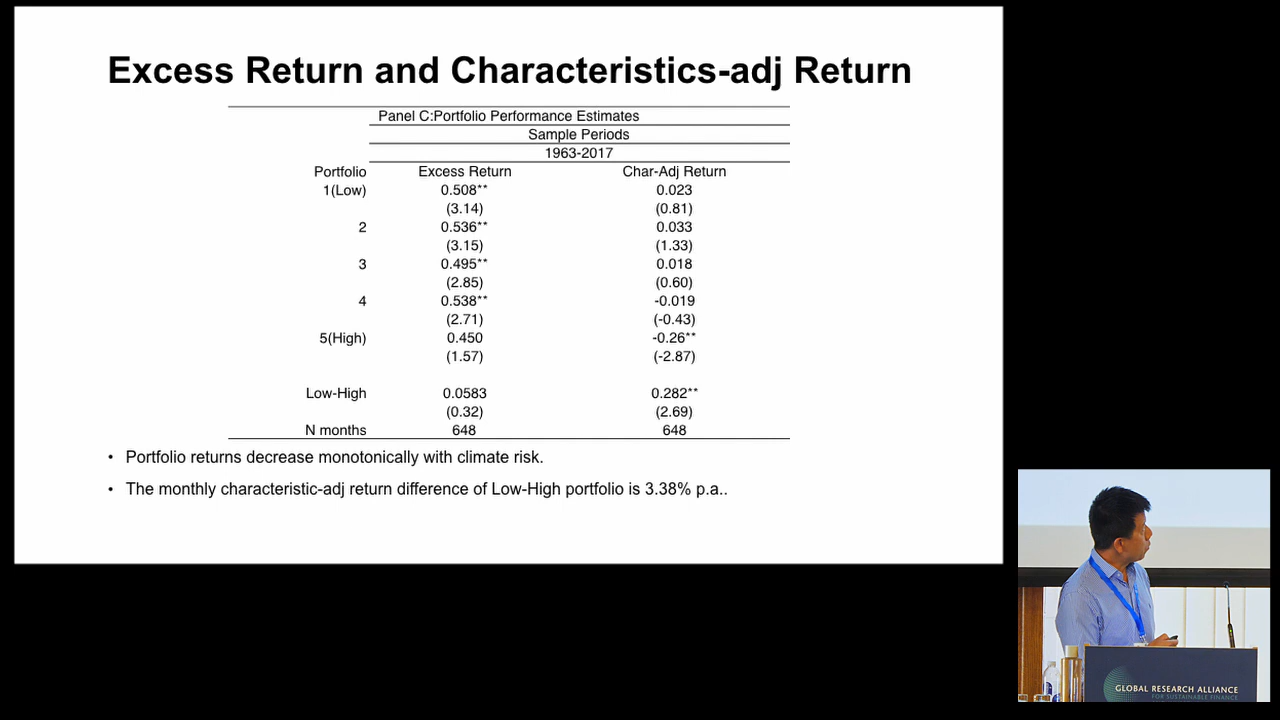 Excess Return and Characteristics-adj Return
Panel C:Portfolio Performance Estimates
Sample Periods
1963-2017
Portfolio Excess Return Char-Adj Return
1(Low) 0.508** 0.023
(3.14) (0.81)
2 0.536** 0.033
(3.15) (1.33)
3 0.495** 0.018
(2.85) (0.60)
4 0.538** -0.019
(2.71) (-0.43)
5(High) 0.450 -0.26**
(1.57) (-2.87)
Low-High 0.0583 0.282**
(0.32) (2.69)
N months 648 648
• Portfolio returns decrease monotonically with climate risk.
• The monthly characteristic-adj return difference of Low-High portfolio is 3.38% p.a..
GLOBAL RESEARCH ALLIANCE
FOR SUSTAINABLE FINANCE